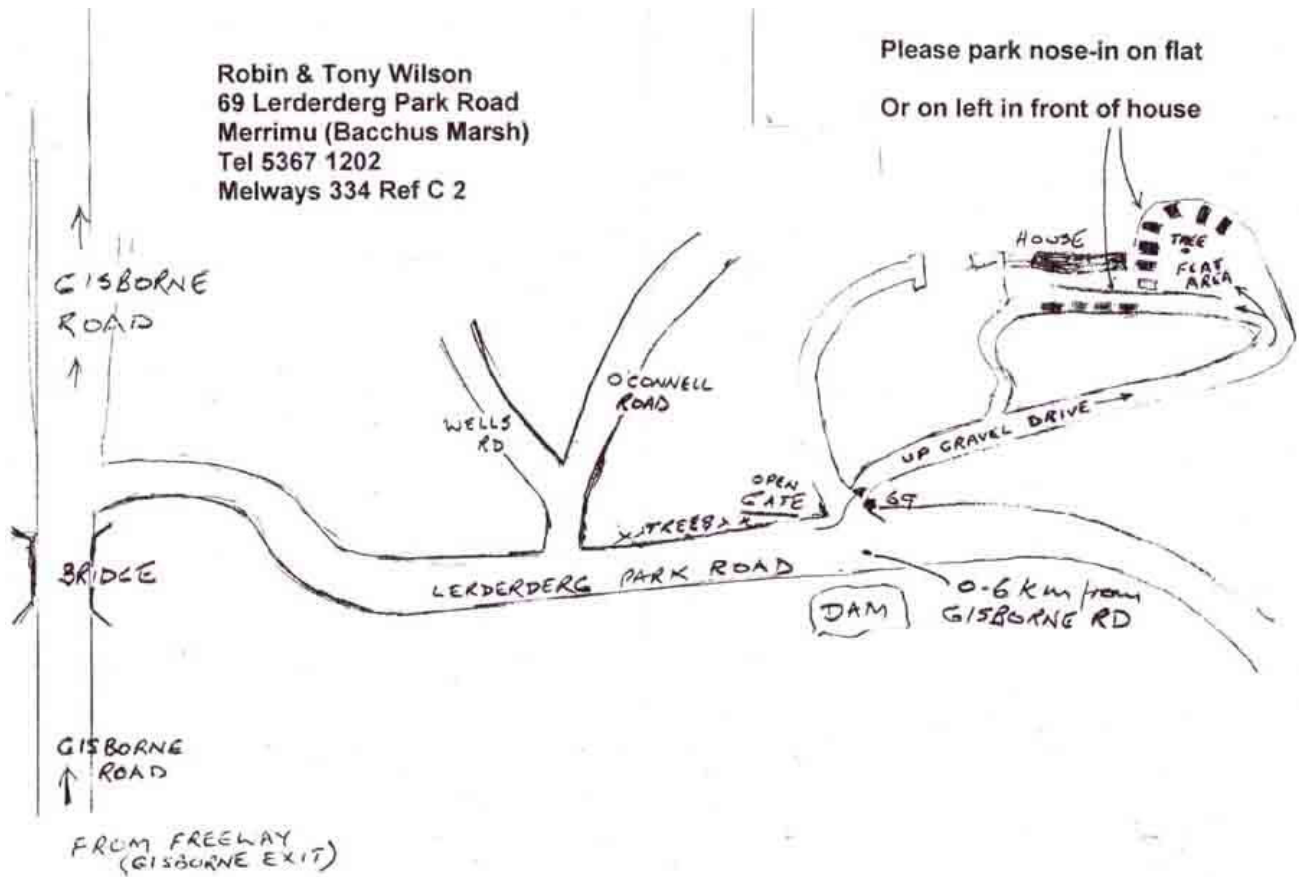 Robin & Tony Wilson
69 Lerderderg Park Road
Merrimu (Bacchus Marsh)
Tel 5367 1202
Melways 334 Ref C 2
Please park nose-in on flat
Or on left in front of house
HOUSE
TREE
FLAT
AREA
GISBORNE
ROAD
O'CONNELL
ROAD
WELLS
RD
UP GRAVEL DRIVE
OPEN
GATE
69
X TREES X X
BRIDGE
LERDERDERG PARK ROAD
DAM
0-6 Km from
GISBORNE RD
GISBORNE
ROAD
FROM FREEWAY
(GISBORNE EXIT)